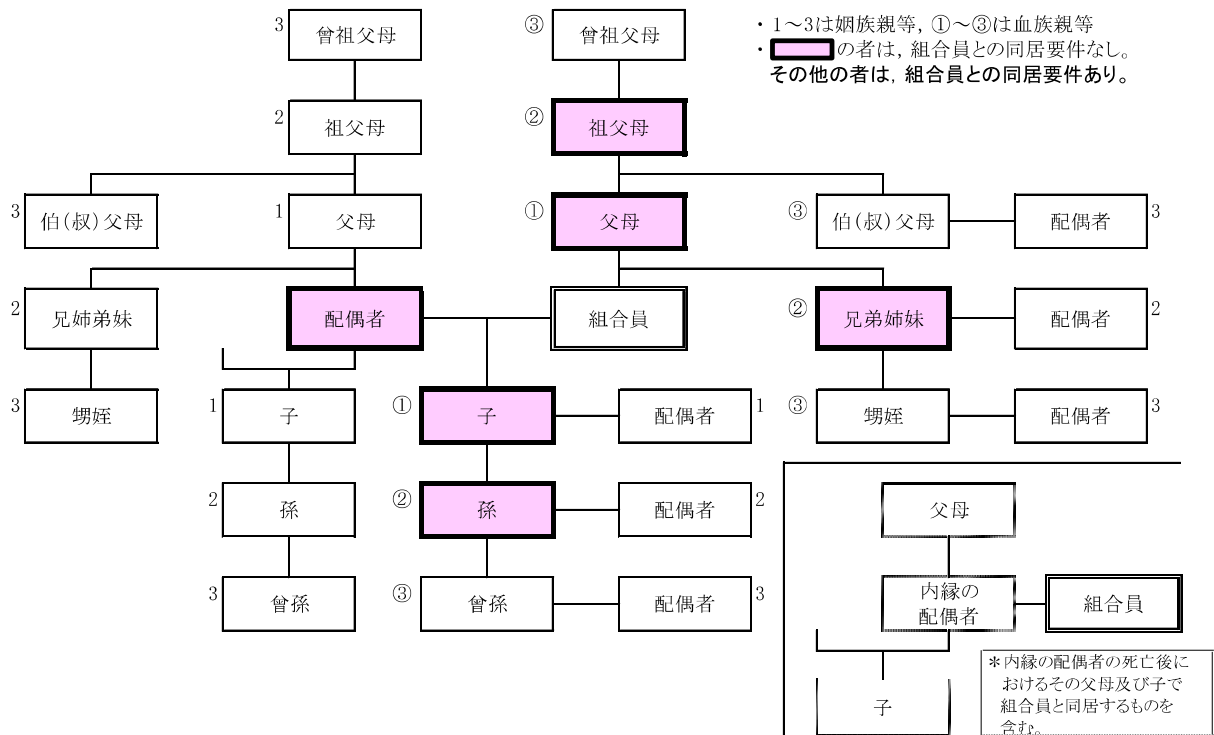 3 曾祖父母 ③ 曾祖父母
・1～3は姻族親等，①～③は血族親等
・の者は，組合員との同居要件なし。
その他の者は，組合員との同居要件あり。
2 祖父母 ② 祖父母
3 伯(叔)父母 1 父母 ① 父母 ③ 伯(叔)父母 配偶者 3
2 兄姉弟妹 配偶者 組合員 ② 兄弟姉妹 配偶者 2
3 甥姪 1 子 ① 子 配偶者 1 ③ 甥姪 配偶者 3
2 孫 ② 孫 配偶者 2
3 曾孫 ③ 曾孫 配偶者 3
父母
内縁の
配偶者
組合員
子
＊内縁の配偶者の死亡後に
おけるその父母及び子で
組合員と同居するものを
含む。